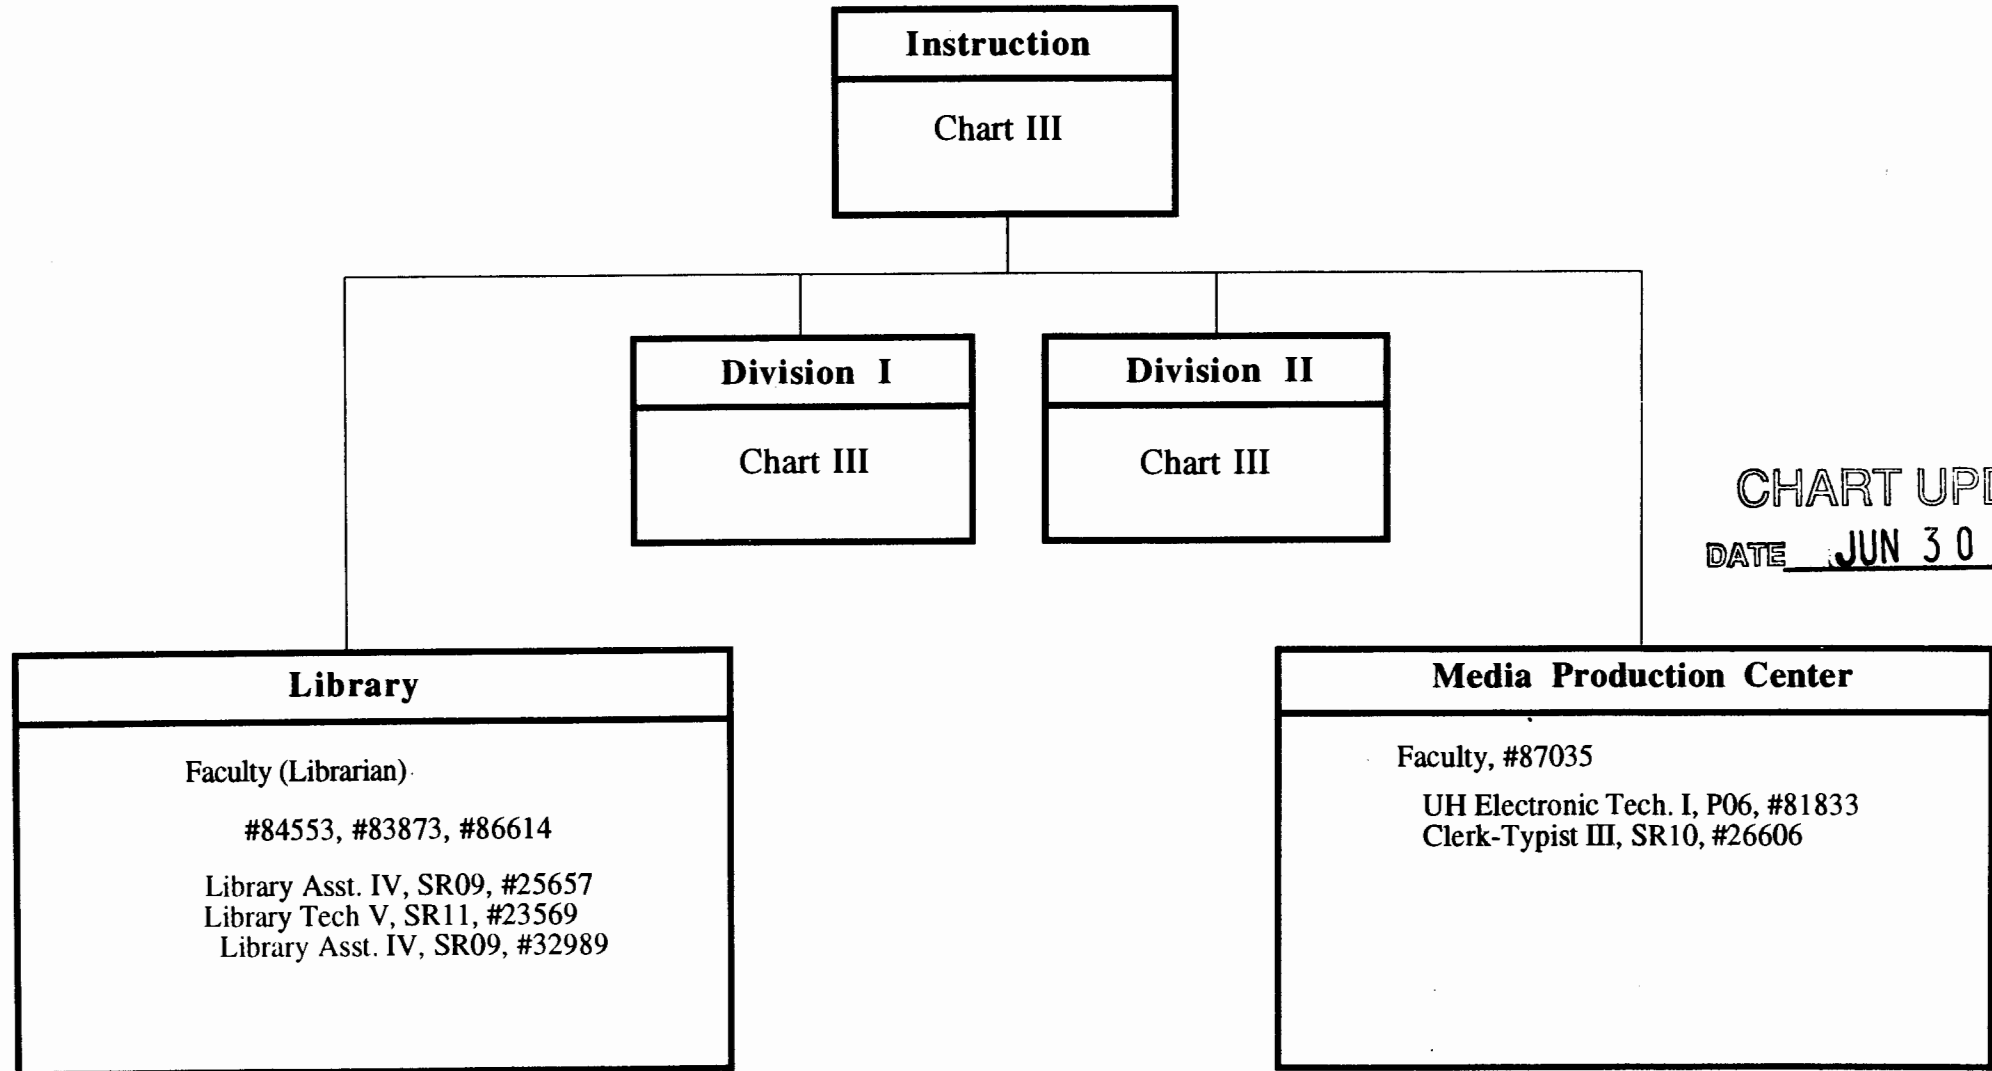 Instruction
Chart III
Division I
Chart III
Division II
Chart III
CHART UPD
DATE JUN 30
Library
Faculty (Librarian)
#84553, #83873, #86614
Library Asst. IV, SR09, #25657
Library Tech V, SR11, #23569
Library Asst. IV, SR09, #32989
Media Production Center
Faculty, #87035
UH Electronic Tech. I, P06, #81833
Clerk-Typist III, SR10, #26606